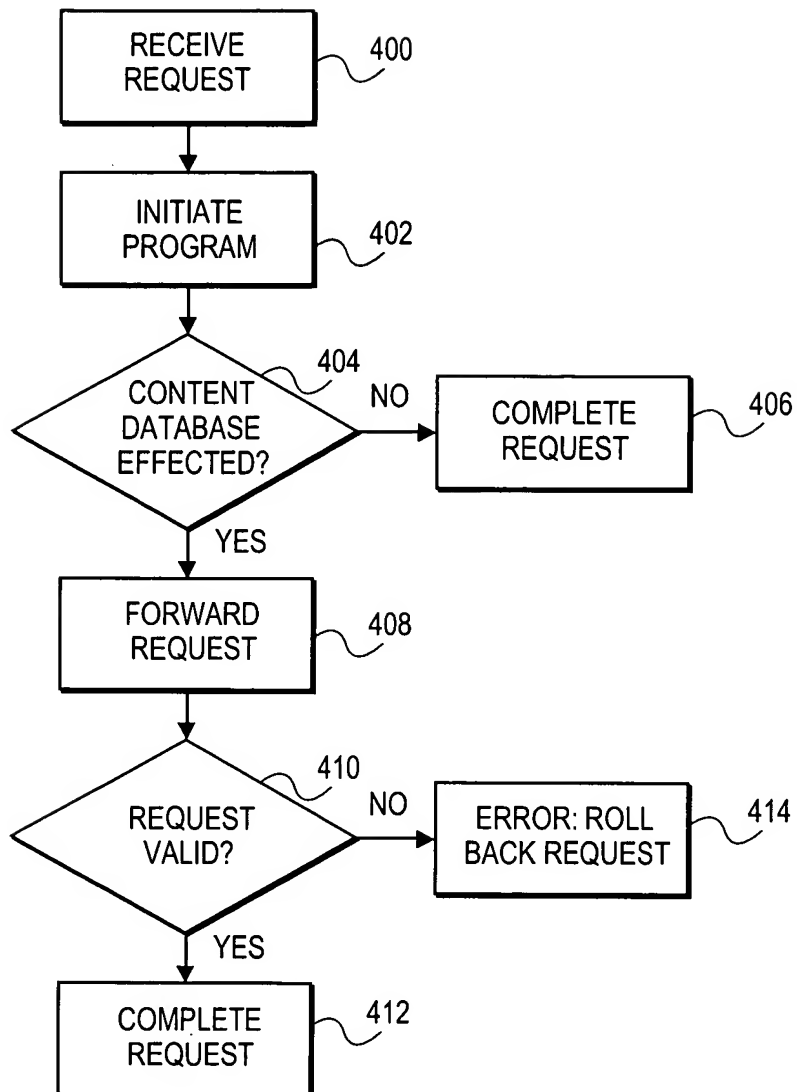 RECEIVE
REQUEST
400
INITIATE
PROGRAM
402
CONTENT
DATABASE
EFFECTED?
404
NO
COMPLETE
REQUEST
406
YES
FORWARD
REQUEST
408
REQUEST
VALID?
410
NO
ERROR: ROLL
BACK REQUEST
414
YES
COMPLETE
REQUEST
412